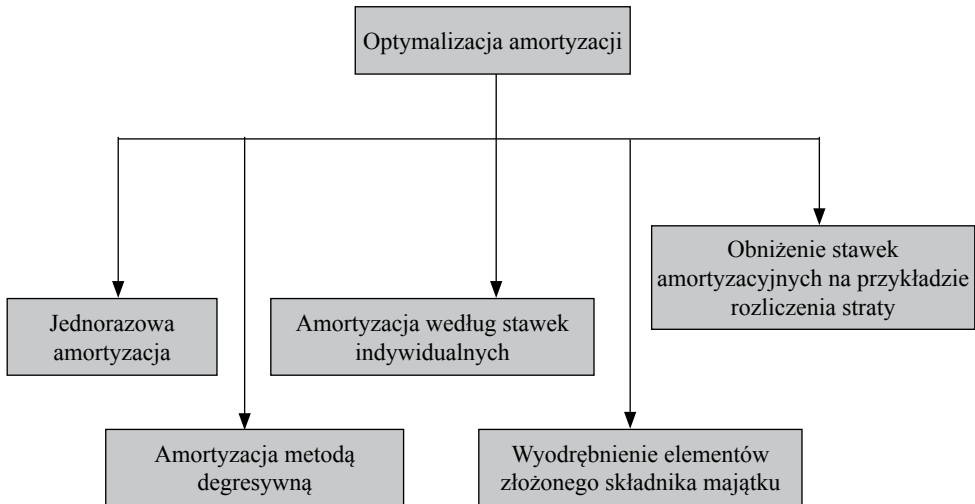 Optymalizacja amortyzacji
Jednorazowa
amortyzacja
Amortyzacja metodą
degresywną
Amortyzacja według stawek
indywidualnych
Wyodrębnienie elementów
złożonego składnika majątku
Obniżenie stawek
amortyzacyjnych na przykładzie
rozliczenia straty